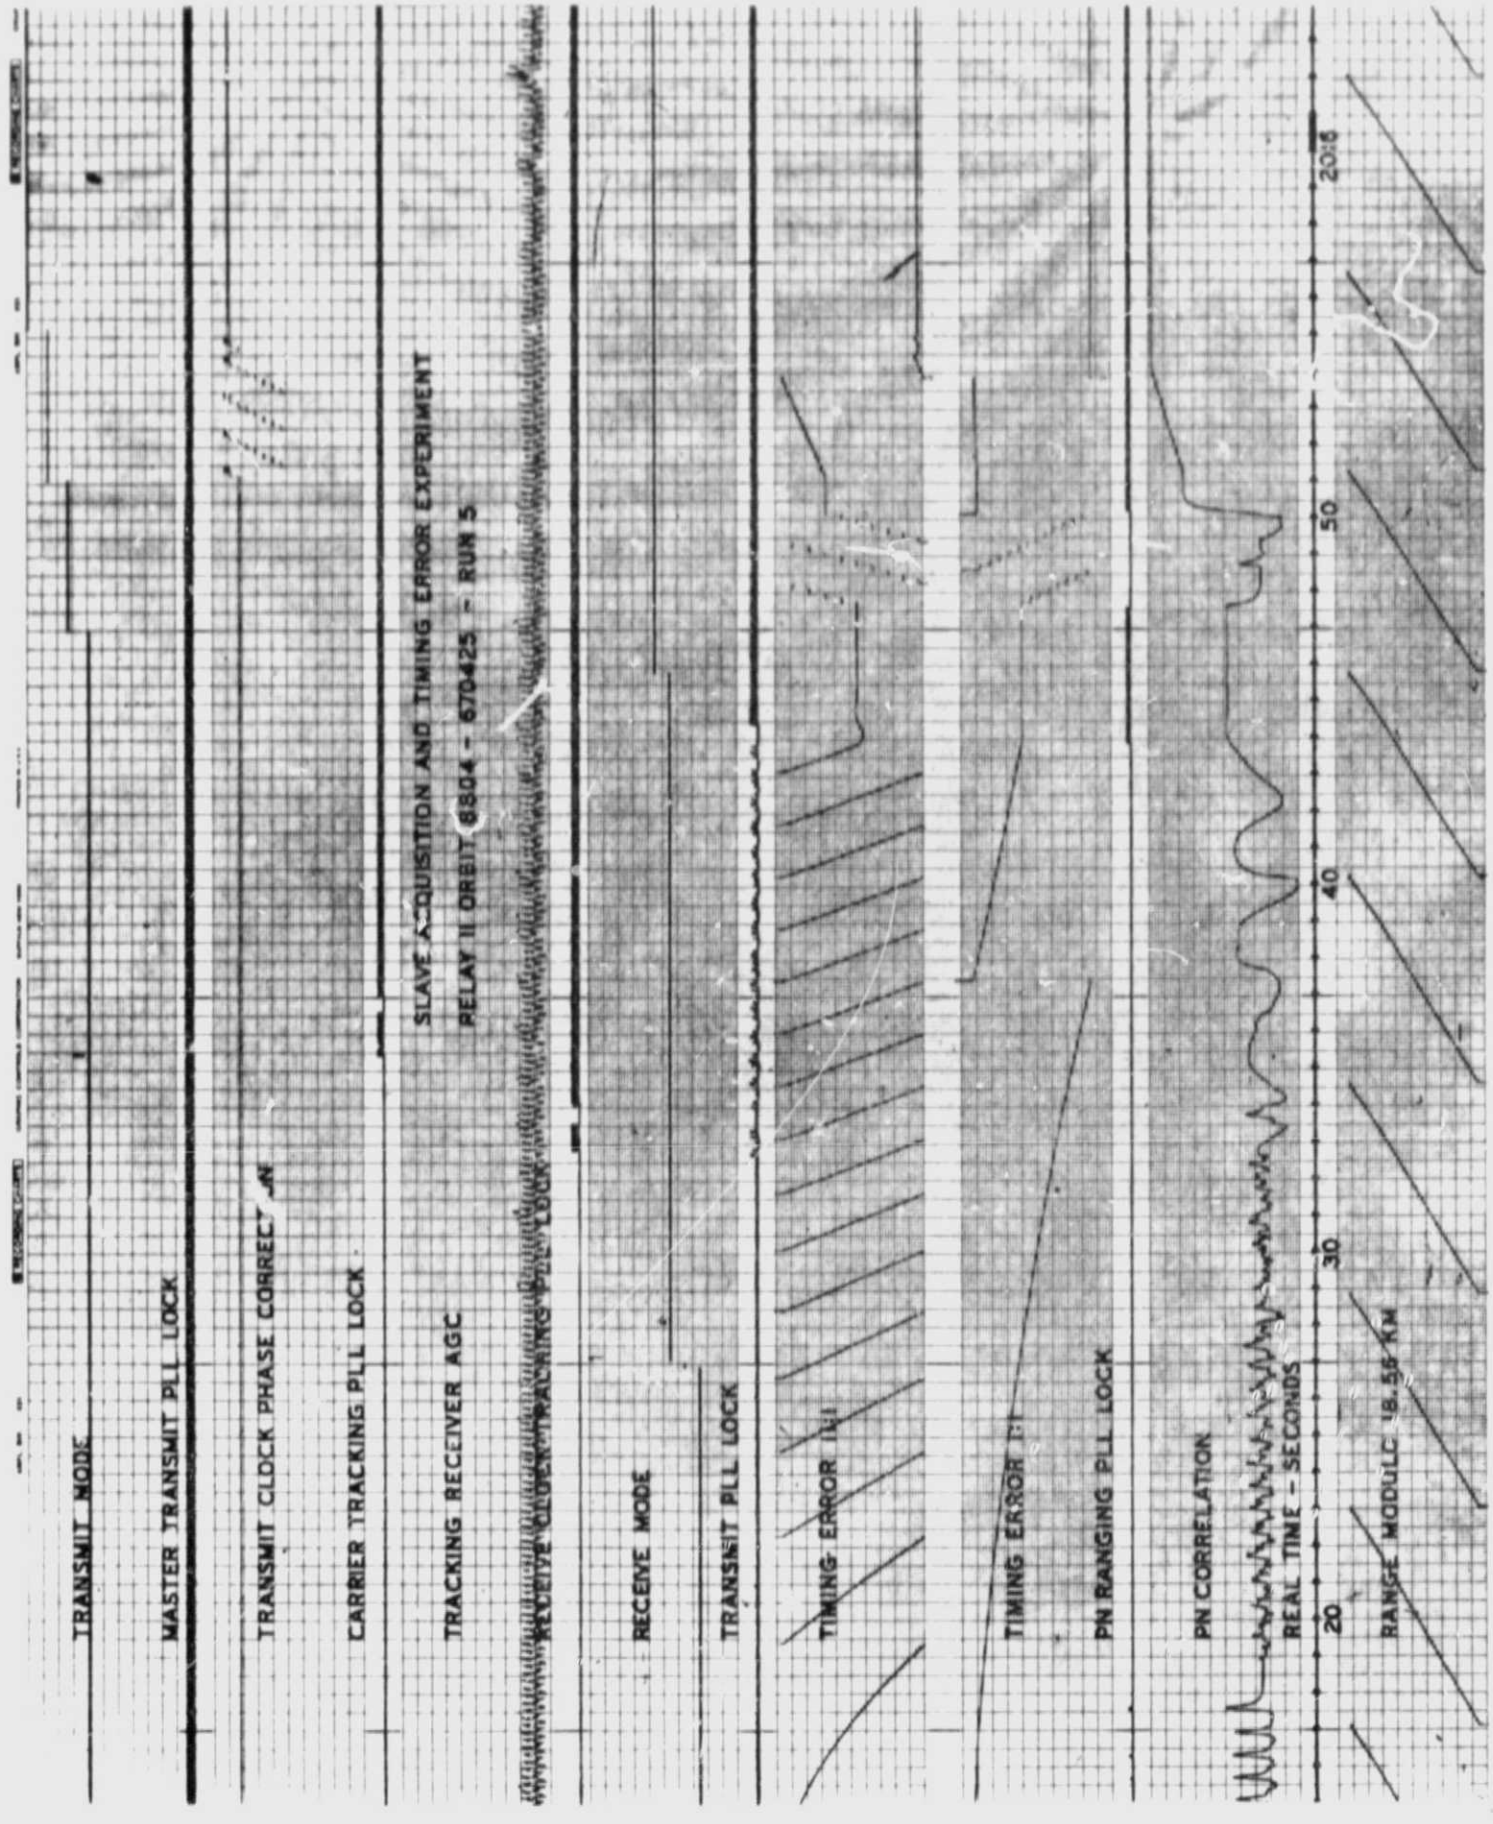 TRANSMIT MODE
MASTER TRANSMIT PLL LOCK
TRANSMIT CLOCK PHASE CORRECTION
CARRIER TRACKING PLL LOCK
SLAVE ACQUISITION AND TIMING ERROR EXPERIMENT
RELAY II ORBIT 8804 - 670425 - RUN 5
TRACKING RECEIVER AGC
RECEIVE CLOCK TRACKING PLL LOCK
RECEIVE MODE
TRANSMIT PLL LOCK
TIMING ERROR
TIMING ERROR
PN RANGING PLL LOCK
PN CORRELATION
REAL TIME - SECONDS
20 30 40 50 2016
RANGE MODULO 18.56 KM